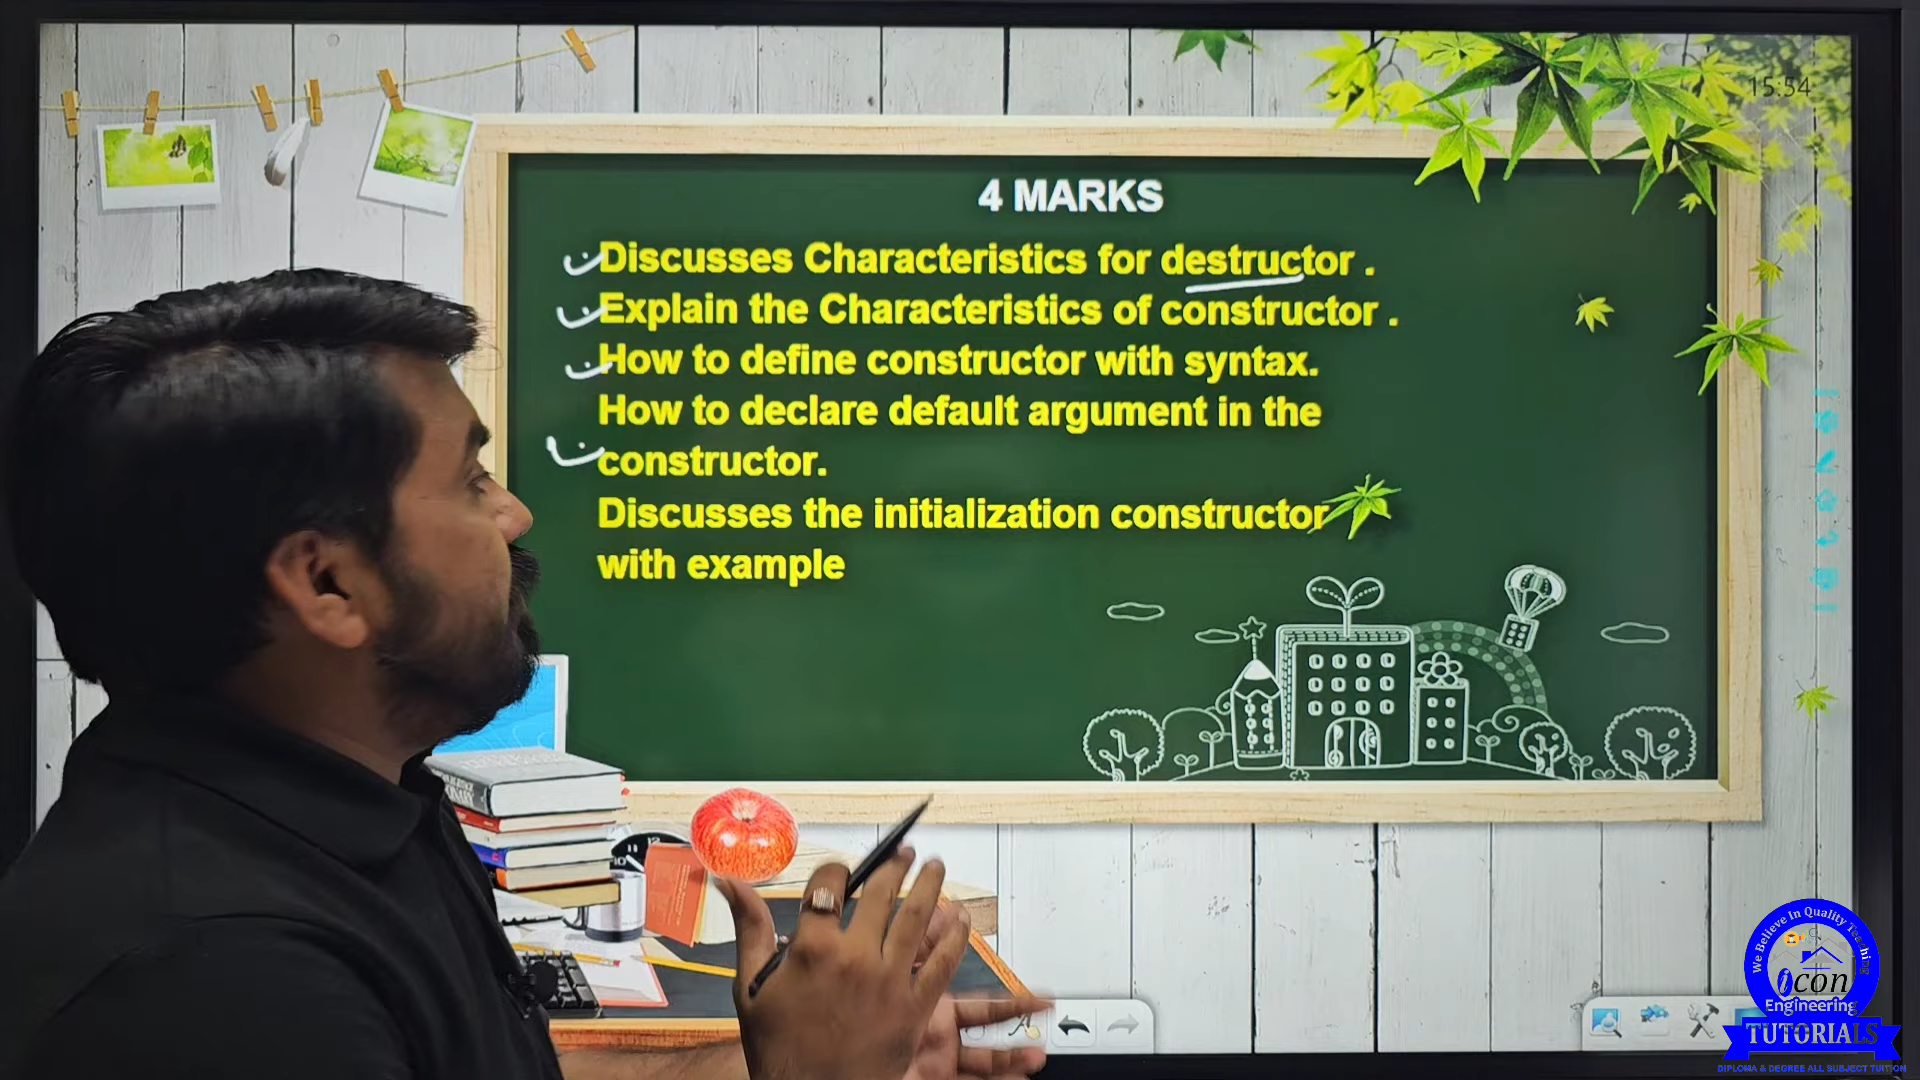 15:54
4 MARKS
Discusses Characteristics for destructor .
Explain the Characteristics of constructor .
How to define constructor with syntax.
How to declare default argument in the
constructor.
Discusses the initialization constructor
with example
We Believe In Quality Teaching
icon
Engineering
TUTORIALS
DIPLOMA & DEGREE ALL SUBJECT TUITION